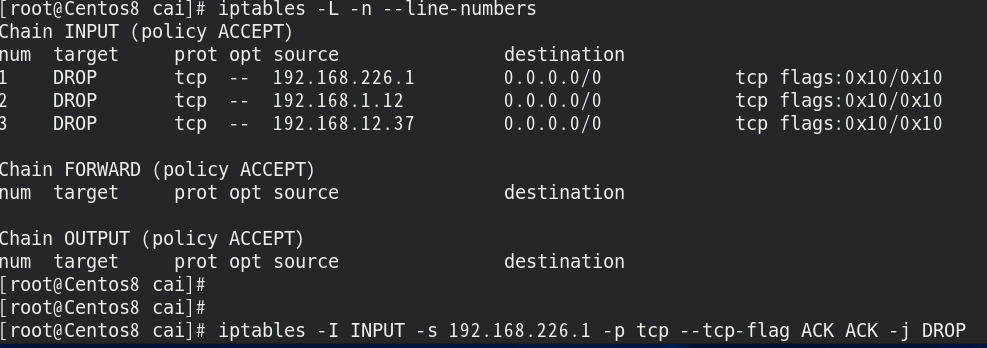 [root@Centos8 cai]# iptables -L -n --line-numbers
Chain INPUT (policy ACCEPT)
num  target     prot opt source               destination
1    DROP       tcp  --  192.168.226.1        0.0.0.0/0            tcp flags:0x10/0x10
2    DROP       tcp  --  192.168.1.12         0.0.0.0/0            tcp flags:0x10/0x10
3    DROP       tcp  --  192.168.12.37        0.0.0.0/0            tcp flags:0x10/0x10
Chain FORWARD (policy ACCEPT)
num  target     prot opt source               destination
Chain OUTPUT (policy ACCEPT)
num  target     prot opt source               destination
[root@Centos8 cai]#
[root@Centos8 cai]#
[root@Centos8 cai]# iptables -I INPUT -s 192.168.226.1 -p tcp --tcp-flag ACK ACK -j DROP